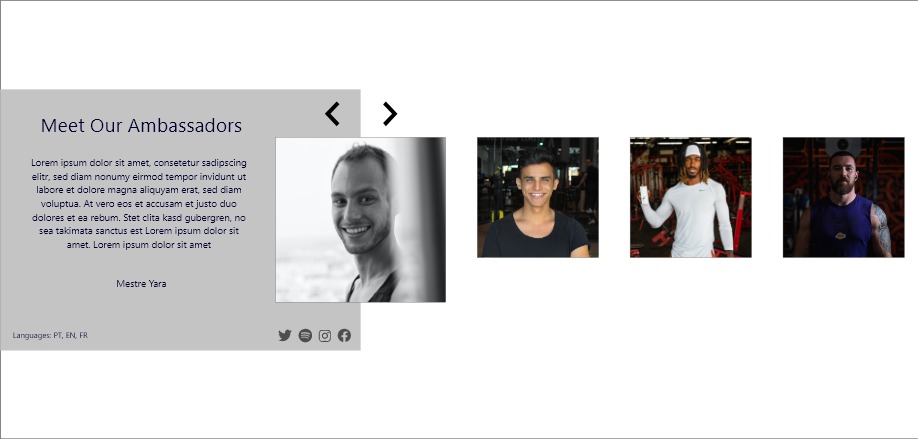 Meet Our Ambassadors
Lorem ipsum dolor sit amet, consetetur sadipscing
elitr, sed diam nonumy eirmod tempor invidunt ut
labore et dolore magna aliquyam erat, sed diam
voluptua. At vero eos et accusam et justo duo
dolores et ea rebum. Stet clita kasd gubergren, no
sea takimata sanctus est Lorem ipsum dolor sit
amet. Lorem ipsum dolor sit amet
Mestre Yara
Languages: PT, EN, FR